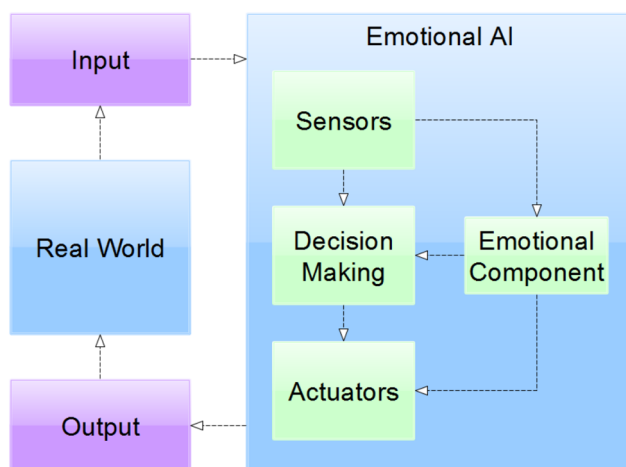 Input
Emotional AI
Sensors
Real World
Decision
Making
Emotional
Component
Actuators
Output